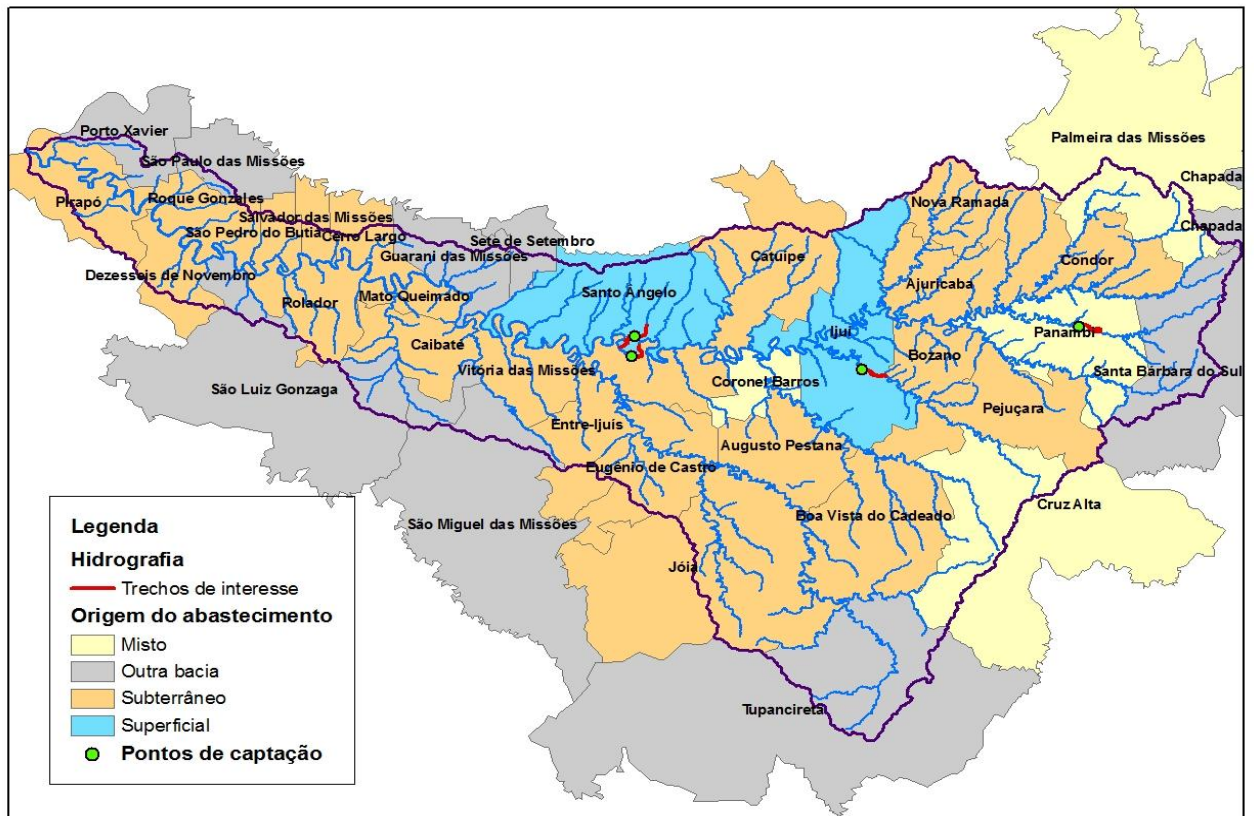 Palmeira das Missões
Porto Xavier
São Paulo das Missões
Chapada
Pirapó
Roque Gonzales
Nova Ramada
Salvador das Missões
Chapada
São Pedro do Butiá
Cerro Largo
Sete de Setembro
Guarani das Missões
Catuípe
Condor
Dezesseis de Novembro
Ajuricaba
Santo Ângelo
Rolador
Mato Queimado
Ijuí
Panambi
Caibaté
Bozano
Vitória das Missões
Coronel Barros
Santa Bárbara do Sul
São Luiz Gonzaga
Pejuçara
Entre-Ijuís
Augusto Pestana
Eugênio de Castro
Cruz Alta
Boa Vista do Cadeado
São Miguel das Missões
Jóia
Tupanciretã
Legenda
Hidrografia
Trechos de interesse
Origem do abastecimento
Misto
Outra bacia
Subterrâneo
Superficial
Pontos de captação